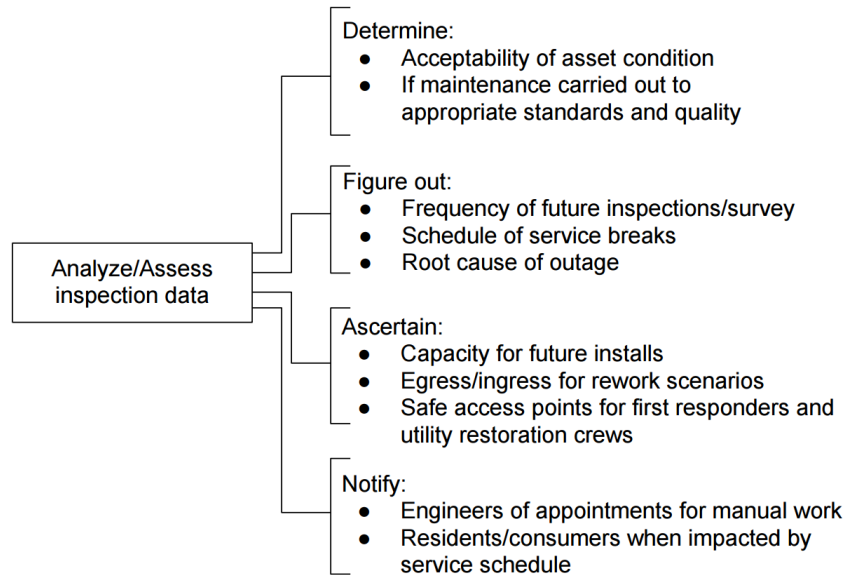 Determine:
● Acceptability of asset condition
● If maintenance carried out to
appropriate standards and quality
Figure out:
● Frequency of future inspections/survey
● Schedule of service breaks
● Root cause of outage
Analyze/Assess
inspection data
Ascertain:
● Capacity for future installs
● Egress/ingress for rework scenarios
● Safe access points for first responders and
utility restoration crews
Notify:
● Engineers of appointments for manual work
● Residents/consumers when impacted by
service schedule